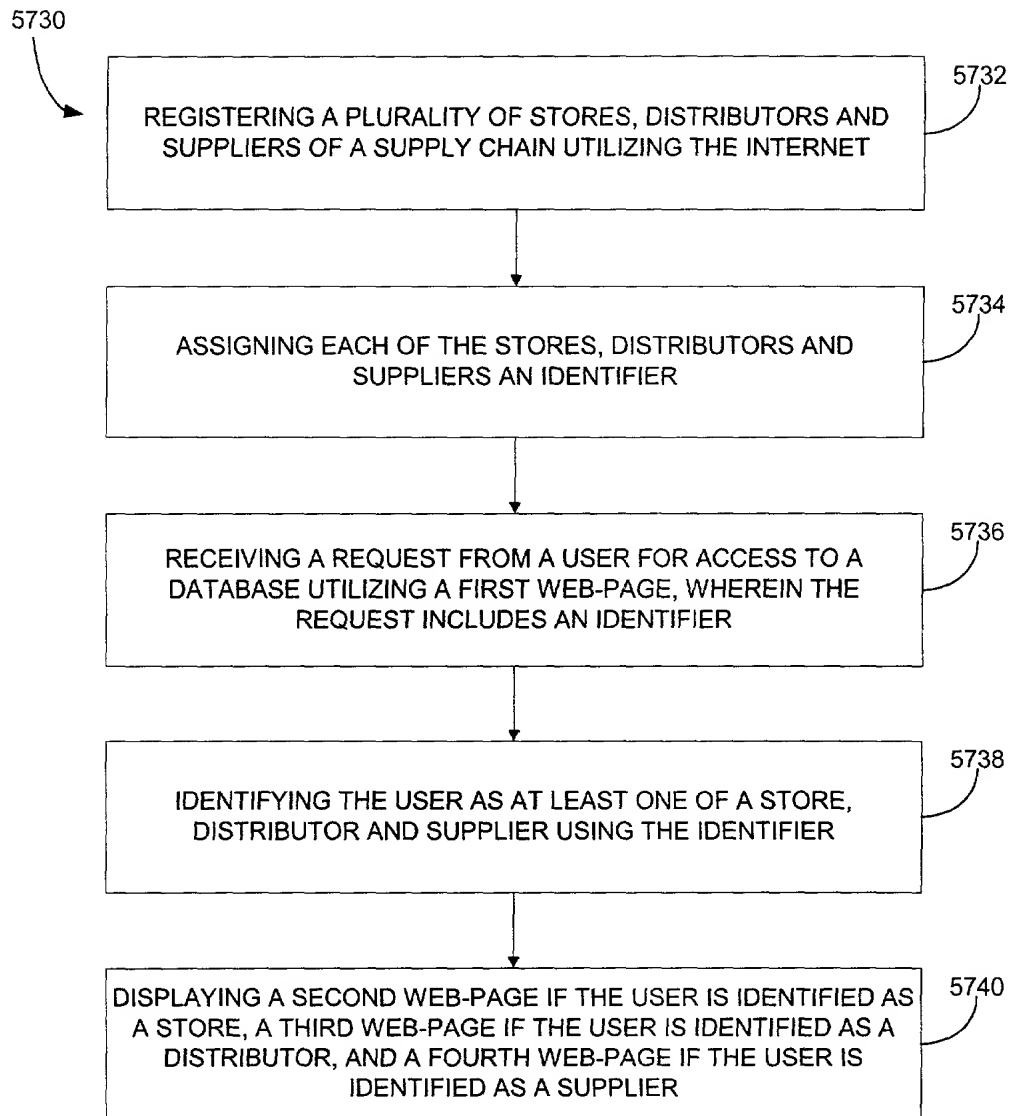 5730
5732
REGISTERING A PLURALITY OF STORES, DISTRIBUTORS AND
SUPPLIERS OF A SUPPLY CHAIN UTILIZING THE INTERNET
5734
ASSIGNING EACH OF THE STORES, DISTRIBUTORS AND
SUPPLIERS AN IDENTIFIER
5736
RECEIVING A REQUEST FROM A USER FOR ACCESS TO A
DATABASE UTILIZING A FIRST WEB-PAGE, WHEREIN THE
REQUEST INCLUDES AN IDENTIFIER
5738
IDENTIFYING THE USER AS AT LEAST ONE OF A STORE,
DISTRIBUTOR AND SUPPLIER USING THE IDENTIFIER
5740
DISPLAYING A SECOND WEB-PAGE IF THE USER IS IDENTIFIED AS
A STORE, A THIRD WEB-PAGE IF THE USER IS IDENTIFIED AS A
DISTRIBUTOR, AND A FOURTH WEB-PAGE IF THE USER IS
IDENTIFIED AS A SUPPLIER